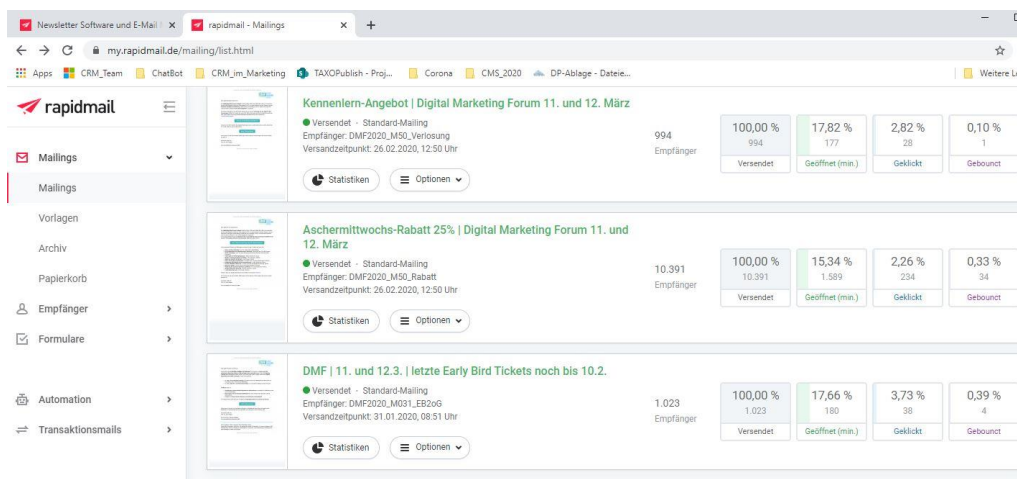 Newsletter Software und E-Mail
rapidmail - Mailings
my.rapidmail.de/mailing/list.html
Apps
CRM_Team
ChatBot
CRM_im_Marketing
TAXOPublish - Proj...
Corona
CMS_2020
DP-Ablage - Dateie...
Weitere
rapidmail
Mailings
Mailings
Vorlagen
Archiv
Papierkorb
Empfänger
Formulare
Automation
Transaktionsmails
Kennenlern-Angebot | Digital Marketing Forum 11. und 12. März
Versendet - Standard-Mailing
Empfänger: DMF2020_M50_Verlosung
Versandzeitpunkt: 26.02.2020, 12:50 Uhr
Statistiken
Optionen
994
Empfänger
100,00 %
994
Versendet
17,82 %
177
Geöffnet (min.)
2,82 %
28
Geklickt
0,10 %
1
Gebounct
Aschermittwochs-Rabatt 25% | Digital Marketing Forum 11. und
12. März
Versendet - Standard-Mailing
Empfänger: DMF2020_M50_Rabatt
Versandzeitpunkt: 26.02.2020, 12:50 Uhr
Statistiken
Optionen
10.391
Empfänger
100,00 %
10.391
Versendet
15,34 %
1.589
Geöffnet (min.)
2,26 %
234
Geklickt
0,33 %
34
Gebounct
DMF | 11. und 12.3. | letzte Early Bird Tickets noch bis 10.2.
Versendet - Standard-Mailing
Empfänger: DMF2020_M031_EB2oG
Versandzeitpunkt: 31.01.2020, 08:51 Uhr
Statistiken
Optionen
1.023
Empfänger
100,00 %
1.023
Versendet
17,66 %
180
Geöffnet (min.)
3,73 %
38
Geklickt
0,39 %
4
Gebounct